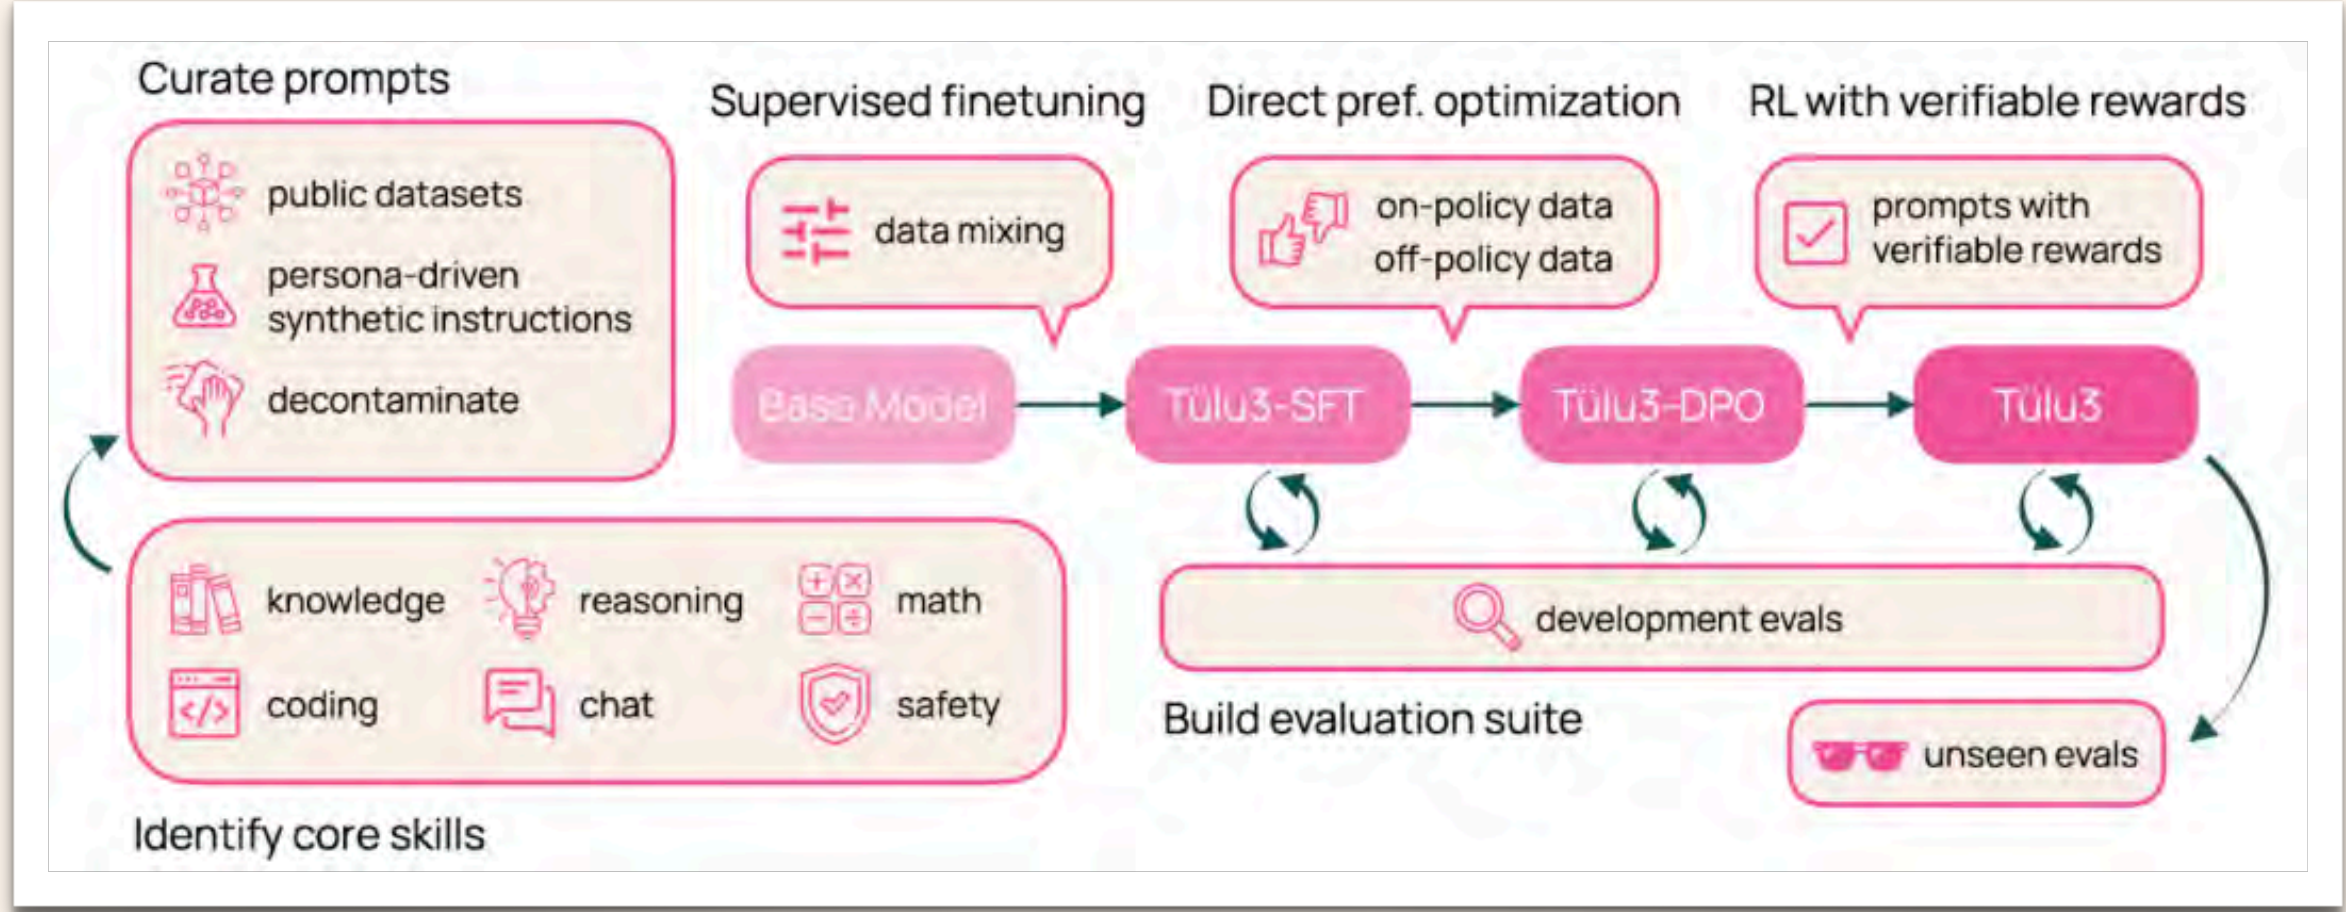 Curate prompts
public datasets
persona-driven
synthetic instructions
decontaminate
knowledge
reasoning
math
coding
chat
safety
Identify core skills
Supervised finetuning
data mixing
Direct pref. optimization
on-policy data
off-policy data
RL with verifiable rewards
prompts with
verifiable rewards
Base Model
Tülu3-SFT
Tülu3-DPO
Tülu3
development evals
Build evaluation suite
unseen evals